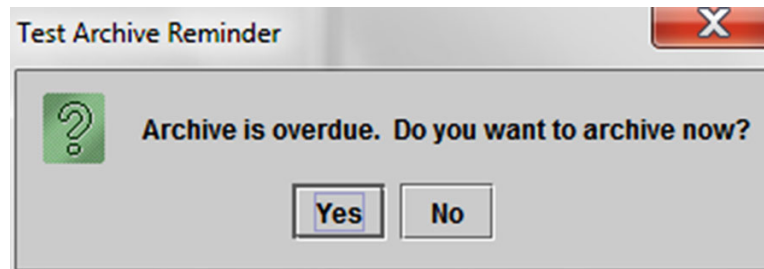 Test Archive Reminder
Archive is overdue. Do you want to archive now?
Yes No